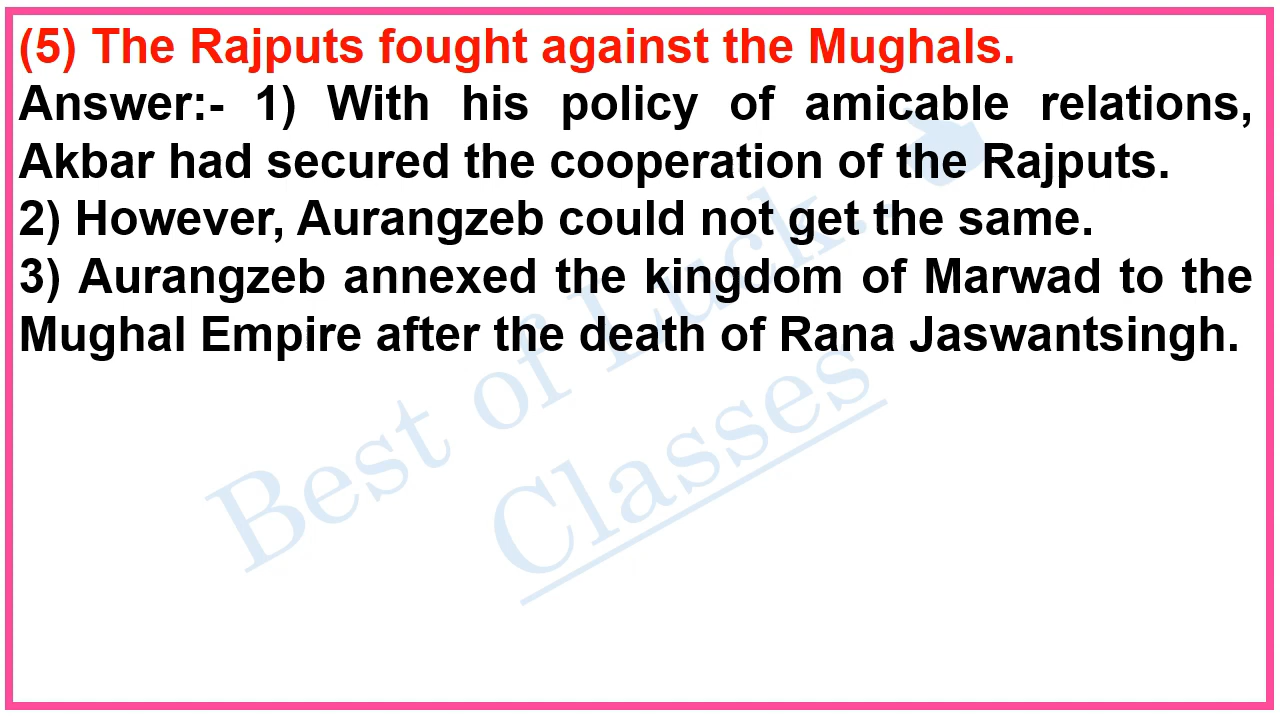 (5) The Rajputs fought against the Mughals.
Answer:- 1) With his policy of amicable relations,
Akbar had secured the cooperation of the Rajputs.
2) However, Aurangzeb could not get the same.
3) Aurangzeb annexed the kingdom of Marwad to the
Mughal Empire after the death of Rana Jaswantsingh.
Best of Luck..
Classes